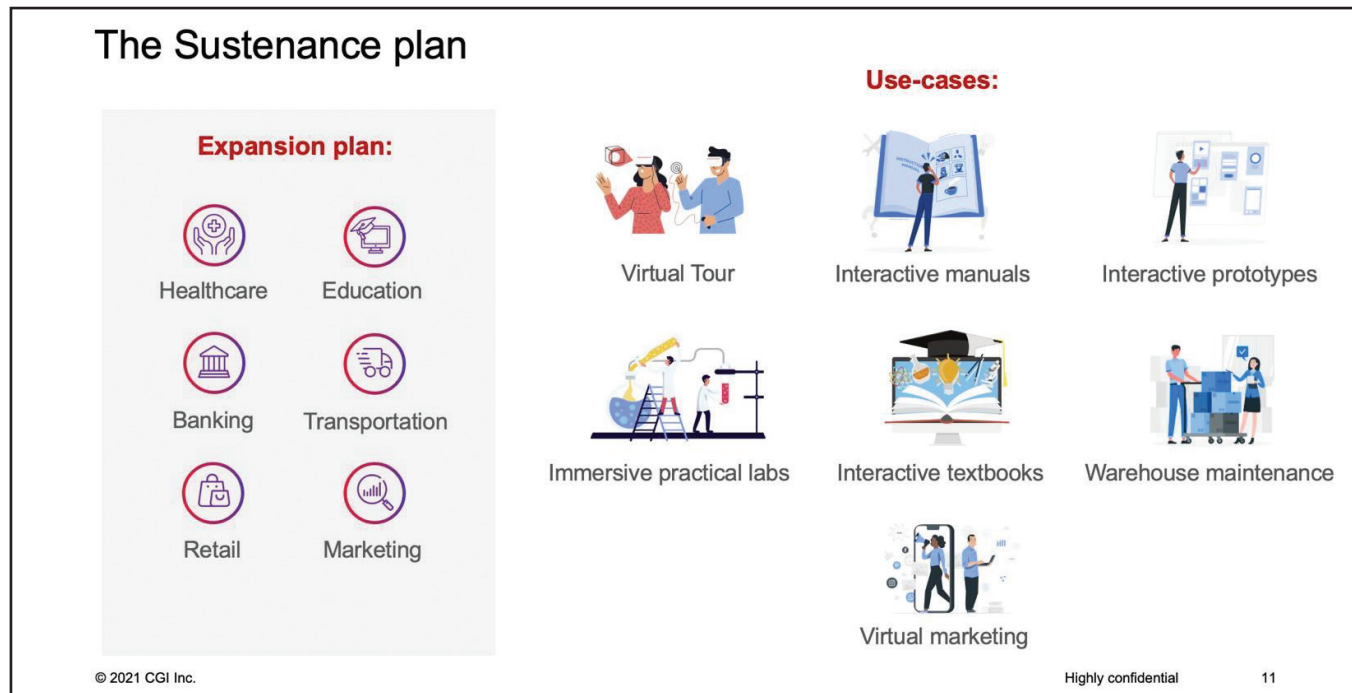 The Sustenance plan
Expansion plan:
Healthcare
Education
Banking
Transportation
Retail
Marketing
Use-cases:
Virtual Tour
Interactive manuals
Interactive prototypes
Immersive practical labs
Interactive textbooks
Warehouse maintenance
Virtual marketing
© 2021 CGI Inc.
Highly confidential
11